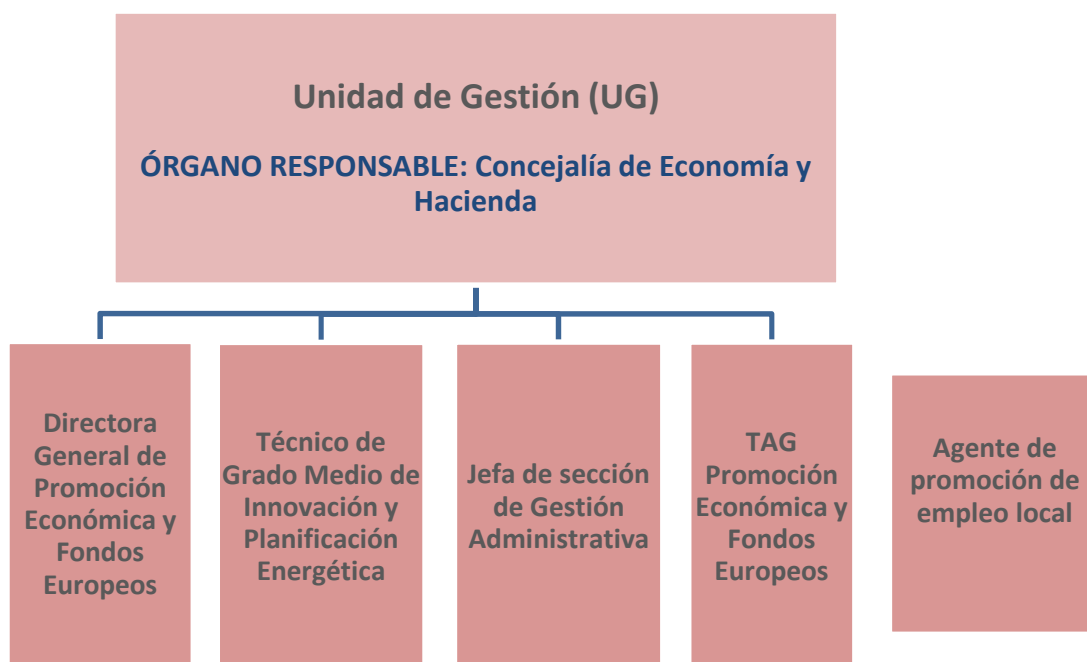 Unidad de Gestión (UG)
ÓRGANO RESPONSABLE: Concejalía de Economía y
Hacienda
Directora
General de
Promoción
Económica y
Fondos
Europeos
Técnico de
Grado Medio de
Innovación y
Planificación
Energética
Jefa de sección
de Gestión
Administrativa
TAG
Promoción
Económica y
Fondos
Europeos
Agente de
promoción de
empleo local